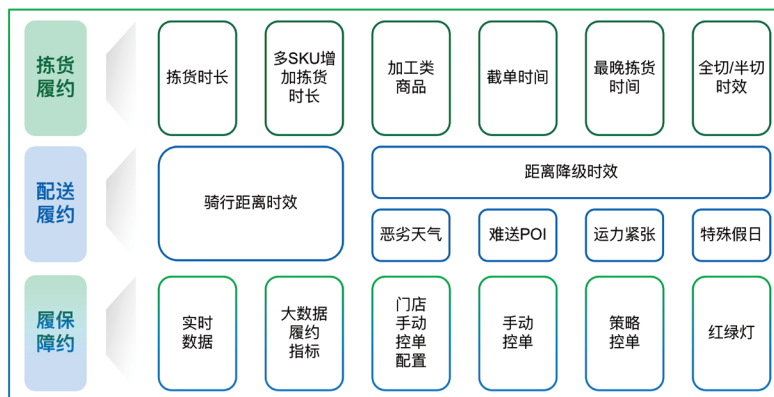 拣货
履约
拣货时长
多SKU增
加拣货
时长
加工类
商品
截单时间
最晚拣货
时间
全切/半切
时效
配送
履约
骑行距离时效
距离降级时效
恶劣天气
难送POI
运力紧张
特殊假日
履保
障约
实时
数据
大数据
履约
指标
门店
手动
控单
配置
手动
控单
策略
控单
红绿灯